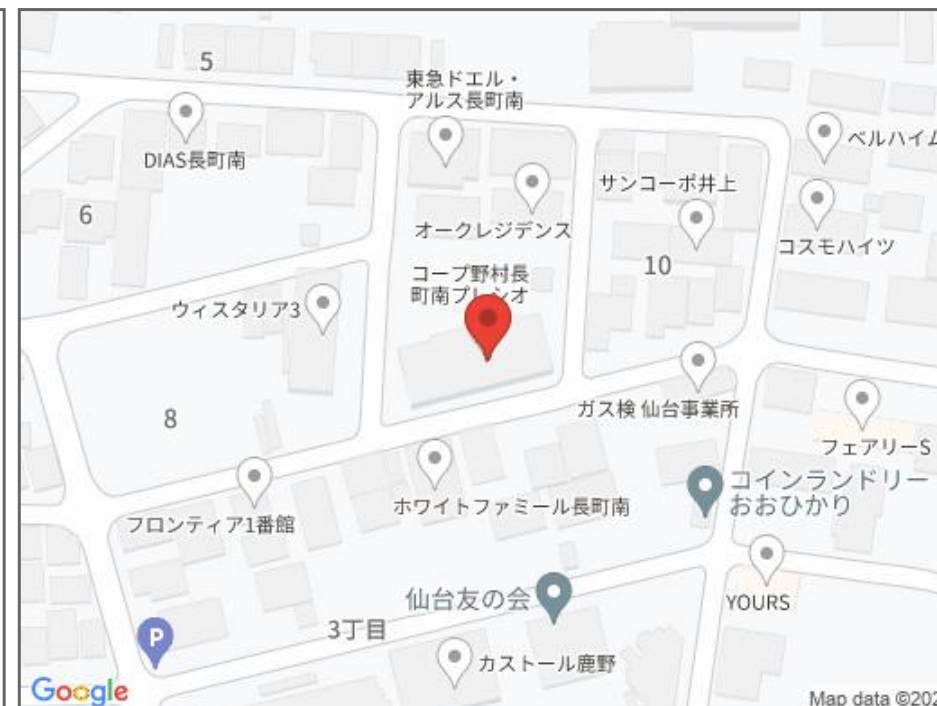 5
東急ドエル・
アルス長町南
DIAS長町南
ベルハイム
サンコーポ井上
6
オークレジデンス
コスモハイツ
10
コープ野村長
町南プレシオ
ウィスタリア3
ガス検 仙台事業所
8
フェアリーS
コインランドリー
おおひかり
ホワイトファミール長町南
フロンティア1番館
仙台友の会
YOURS
3丁目
P
カストール鹿野
Google
Map data ©202